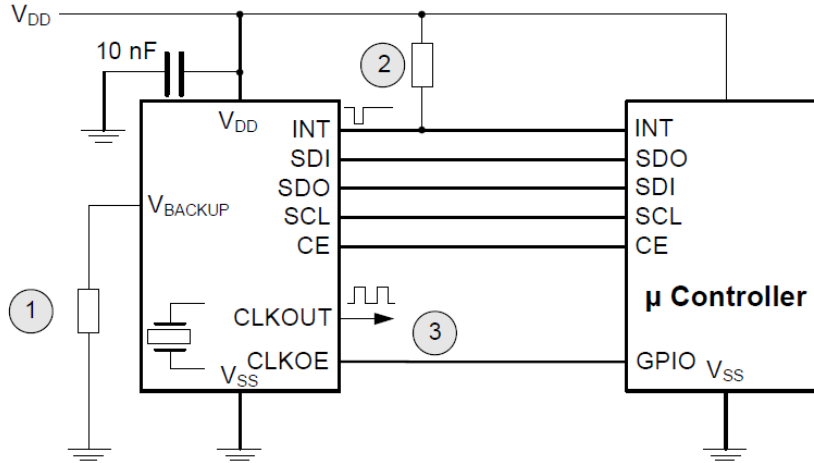 VDD
10 nF
2
VDD
INT
INT
SDI
SDO
SDO
SDI
VBACKUP
SCL
SCL
CE
CE
1
µ Controller
CLKOUT
3
CLKOE
GPIO
VSS
VSS